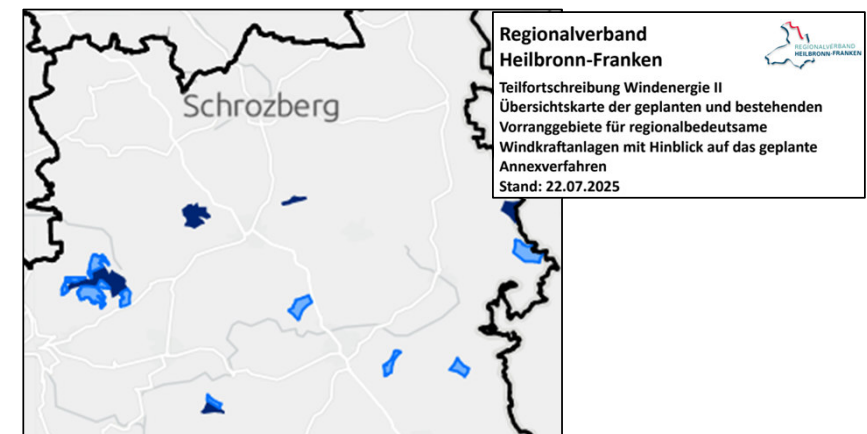 Schrozberg
Regionalverband
Heilbronn-Franken
REGIONALVERBAND
HEILBRONN-FRANKEN
Teilfortschreibung Windenergie II
Übersichtskarte der geplanten und bestehenden
Vorranggebiete für regionalbedeutsame
Windkraftanlagen mit Hinblick auf das geplante
Annexverfahren
Stand: 22.07.2025